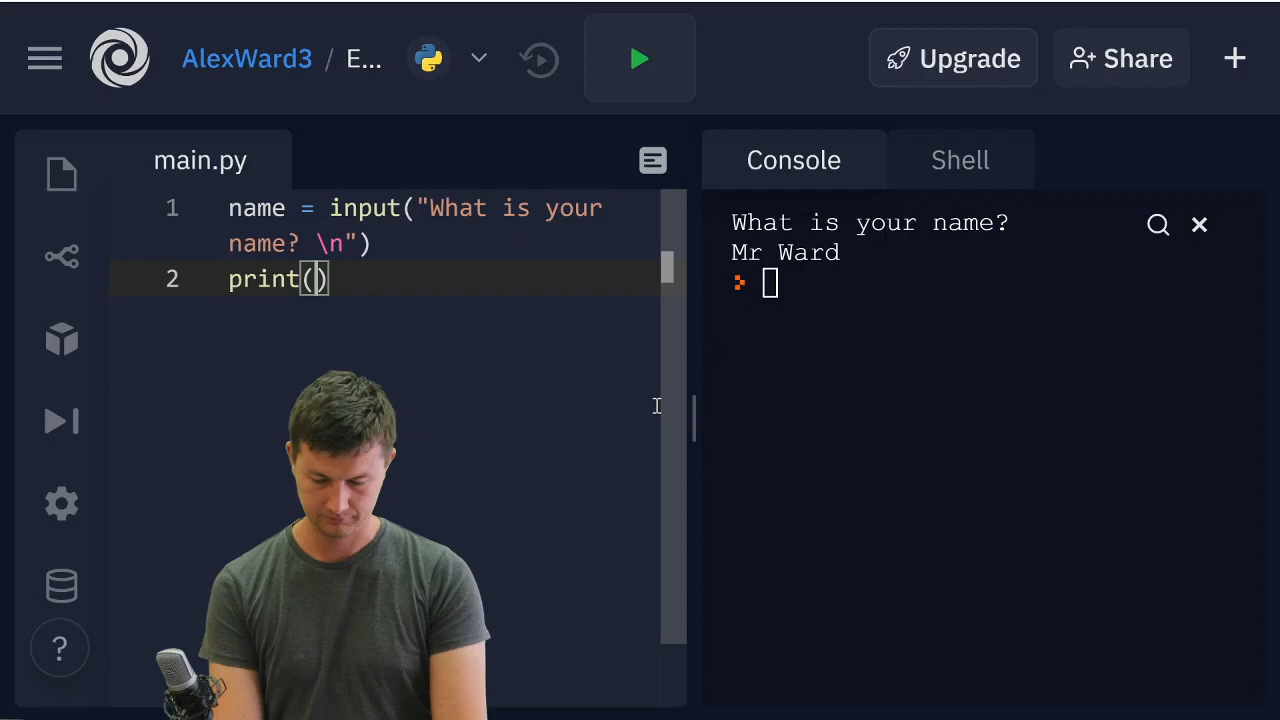 AlexWard3 / E...
Upgrade
Share
main.py
1 name = input("What is your
name? \n")
2 print()
Console
Shell
What is your name?
Mr Ward
?